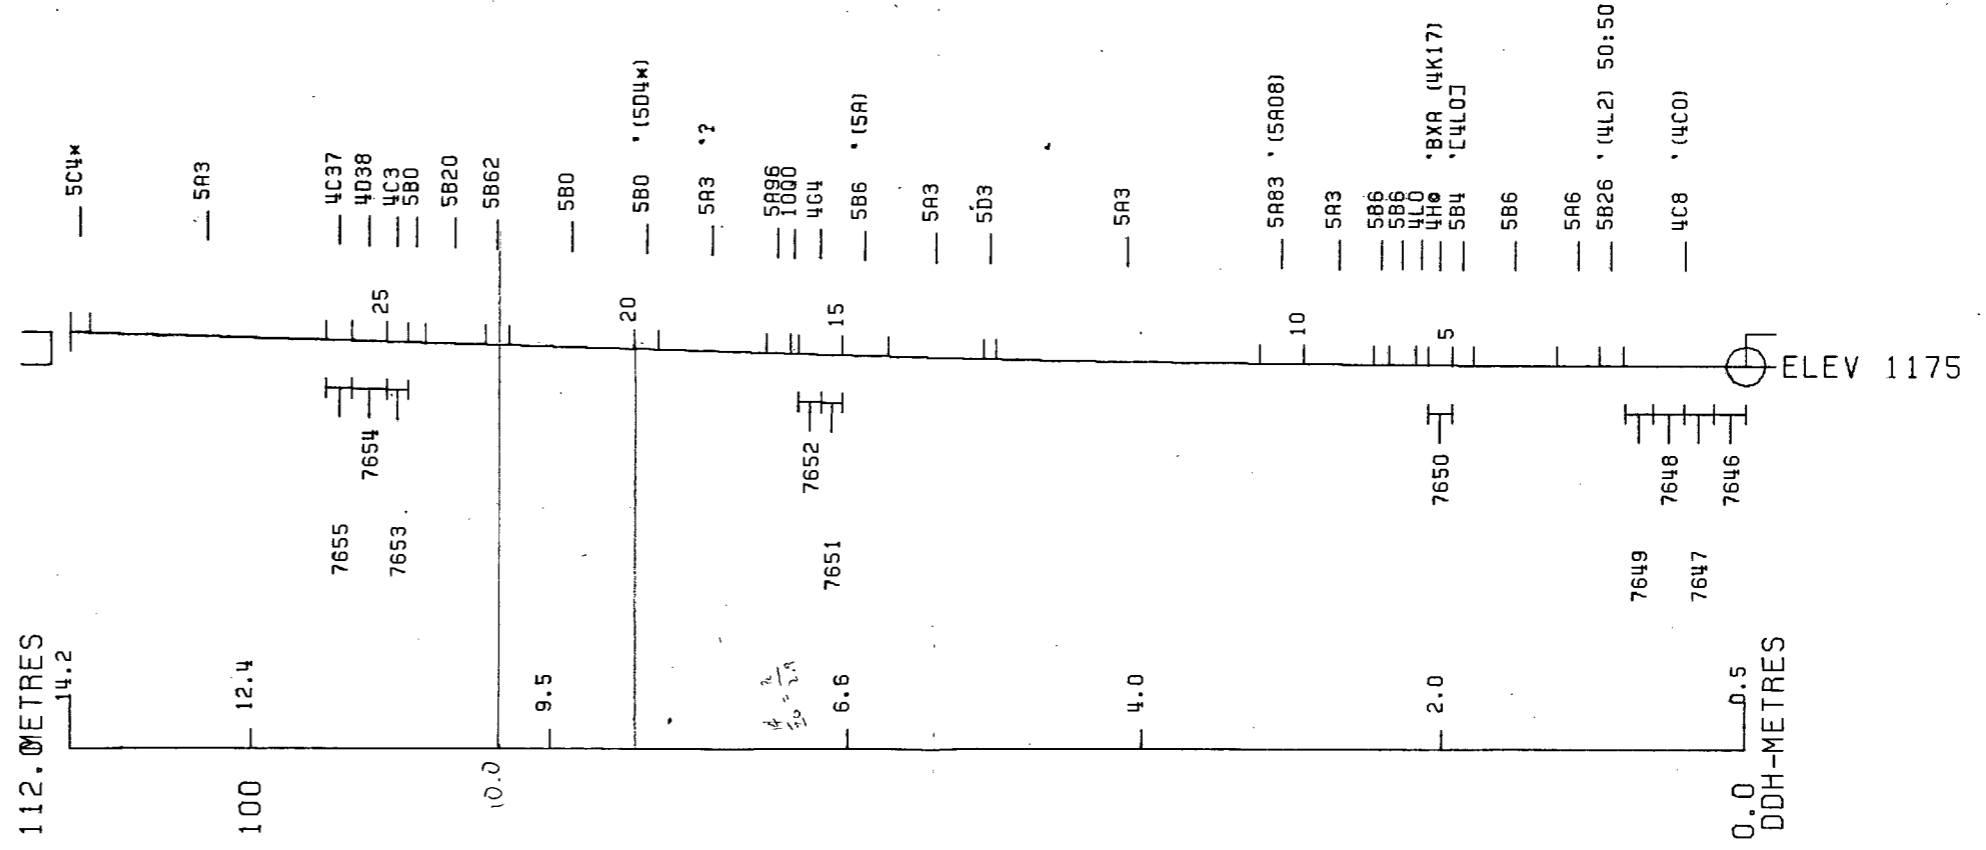 5C4*
5A3
4C37
4D38
4C3
5B0
5B20
5B62
5B0
5B0 '(5D4*)
5A3 '?
5A96
10Q0
4G4
5B6 '(5A)
5A3
5D3
5A3
5A83 '(5A08)
5A3
5B6
5B6
4L0
'BXA (4K17)
5B4 '[4L0]
5B6
5A6
5B26 '(4L2) 50:50
4C8 '(4C0)
25
20
15
10
5
ELEV 1175
7655
7654
7653
7652
7651
7650
7649
7648
7647
7646
14.2
12.4
9.5
6.6
4.0
2.0
0.5
112.0 METRES
100
10.0
0.0
DDH-METRES